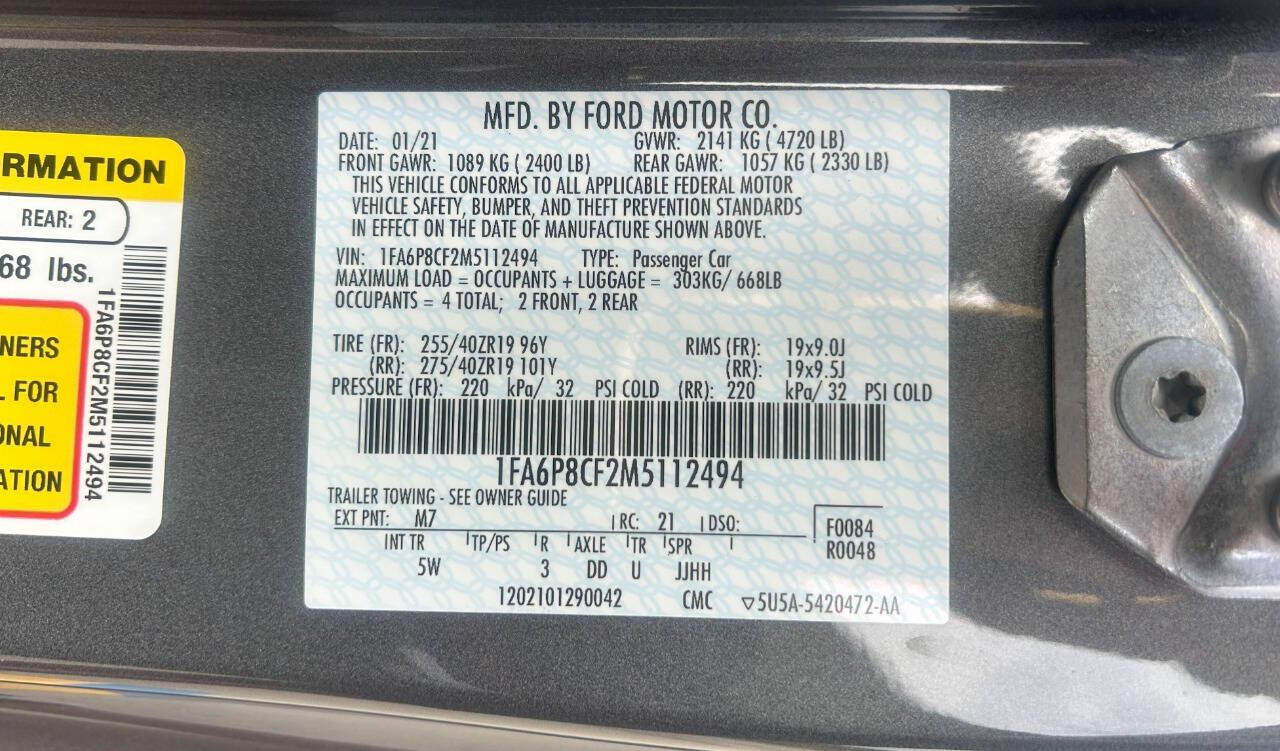 RMATION
REAR: 2
68 lbs.
NERS
FOR
ONAL
ATION
1FA6P8CF2M5112494
MFD. BY FORD MOTOR CO.
DATE: 01/21 GVWR: 2141 KG ( 4720 LB)
FRONT GAWR: 1089 KG ( 2400 LB) REAR GAWR: 1057 KG ( 2330 LB)
THIS VEHICLE CONFORMS TO ALL APPLICABLE FEDERAL MOTOR
VEHICLE SAFETY, BUMPER, AND THEFT PREVENTION STANDARDS
IN EFFECT ON THE DATE OF MANUFACTURE SHOWN ABOVE.
VIN: 1FA6P8CF2M5112494 TYPE: Passenger Car
MAXIMUM LOAD = OCCUPANTS + LUGGAGE = 303KG/ 668LB
OCCUPANTS = 4 TOTAL; 2 FRONT, 2 REAR
TIRE (FR): 255/40ZR19 96Y RIMS (FR): 19x9.0J
(RR): 275/40ZR19 101Y (RR): 19x9.5J
PRESSURE (FR): 220 kPa/ 32 PSI COLD (RR): 220 kPa/ 32 PSI COLD
1FA6P8CF2M5112494
TRAILER TOWING - SEE OWNER GUIDE
EXT PNT: M7 RC: 21 DSO: F0084
R0048
INT TR TP/PS R AXLE TR SPR
5W 3 DD U JJHH
1202101290042 CMC ▽5U5A-5420472-AA